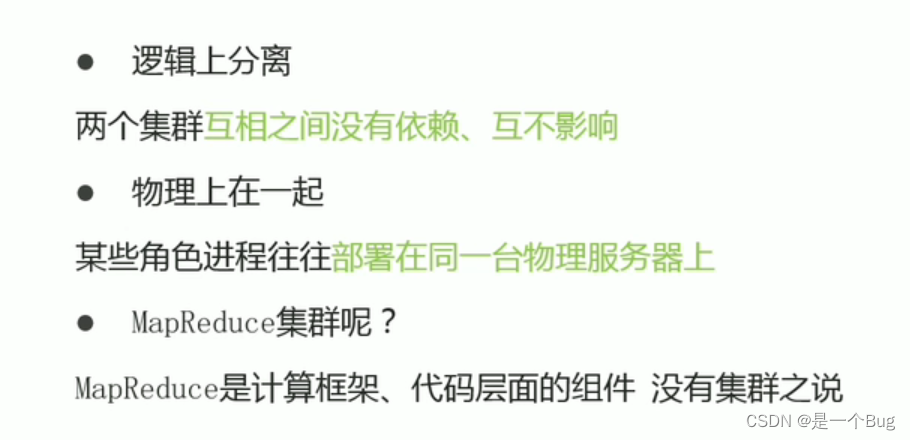 ● 逻辑上分离
两个集群互相之间没有依赖、互不影响
● 物理上在一起
某些角色进程往往部署在同一台物理服务器上
● MapReduce集群呢？
MapReduce是计算框架、代码层面的组件 没有集群之说
CSDN @是一个Bug